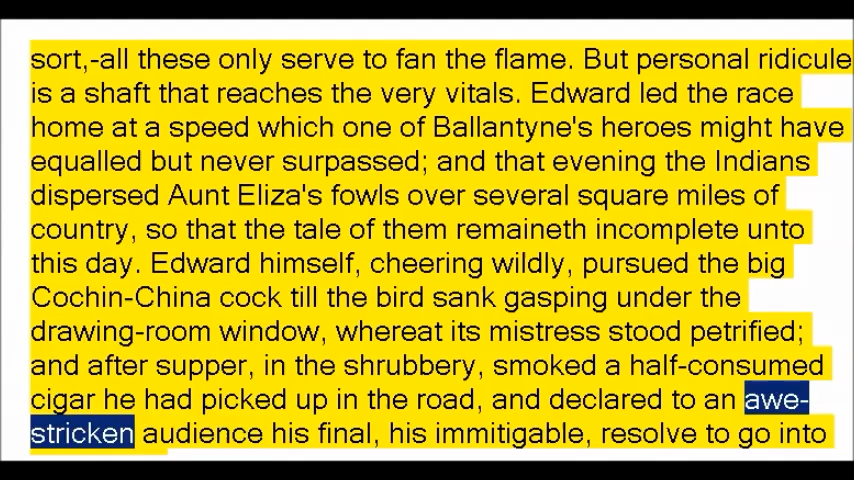 sort,-all these only serve to fan the flame. But personal ridicule
is a shaft that reaches the very vitals. Edward led the race
home at a speed which one of Ballantyne's heroes might have
equalled but never surpassed; and that evening the Indians
dispersed Aunt Eliza's fowls over several square miles of
country, so that the tale of them remaineth incomplete unto
this day. Edward himself, cheering wildly, pursued the big
Cochin-China cock till the bird sank gasping under the
drawing-room window, whereat its mistress stood petrified;
and after supper, in the shrubbery, smoked a half-consumed
cigar he had picked up in the road, and declared to an awe-
stricken audience his final, his immitigable, resolve to go into